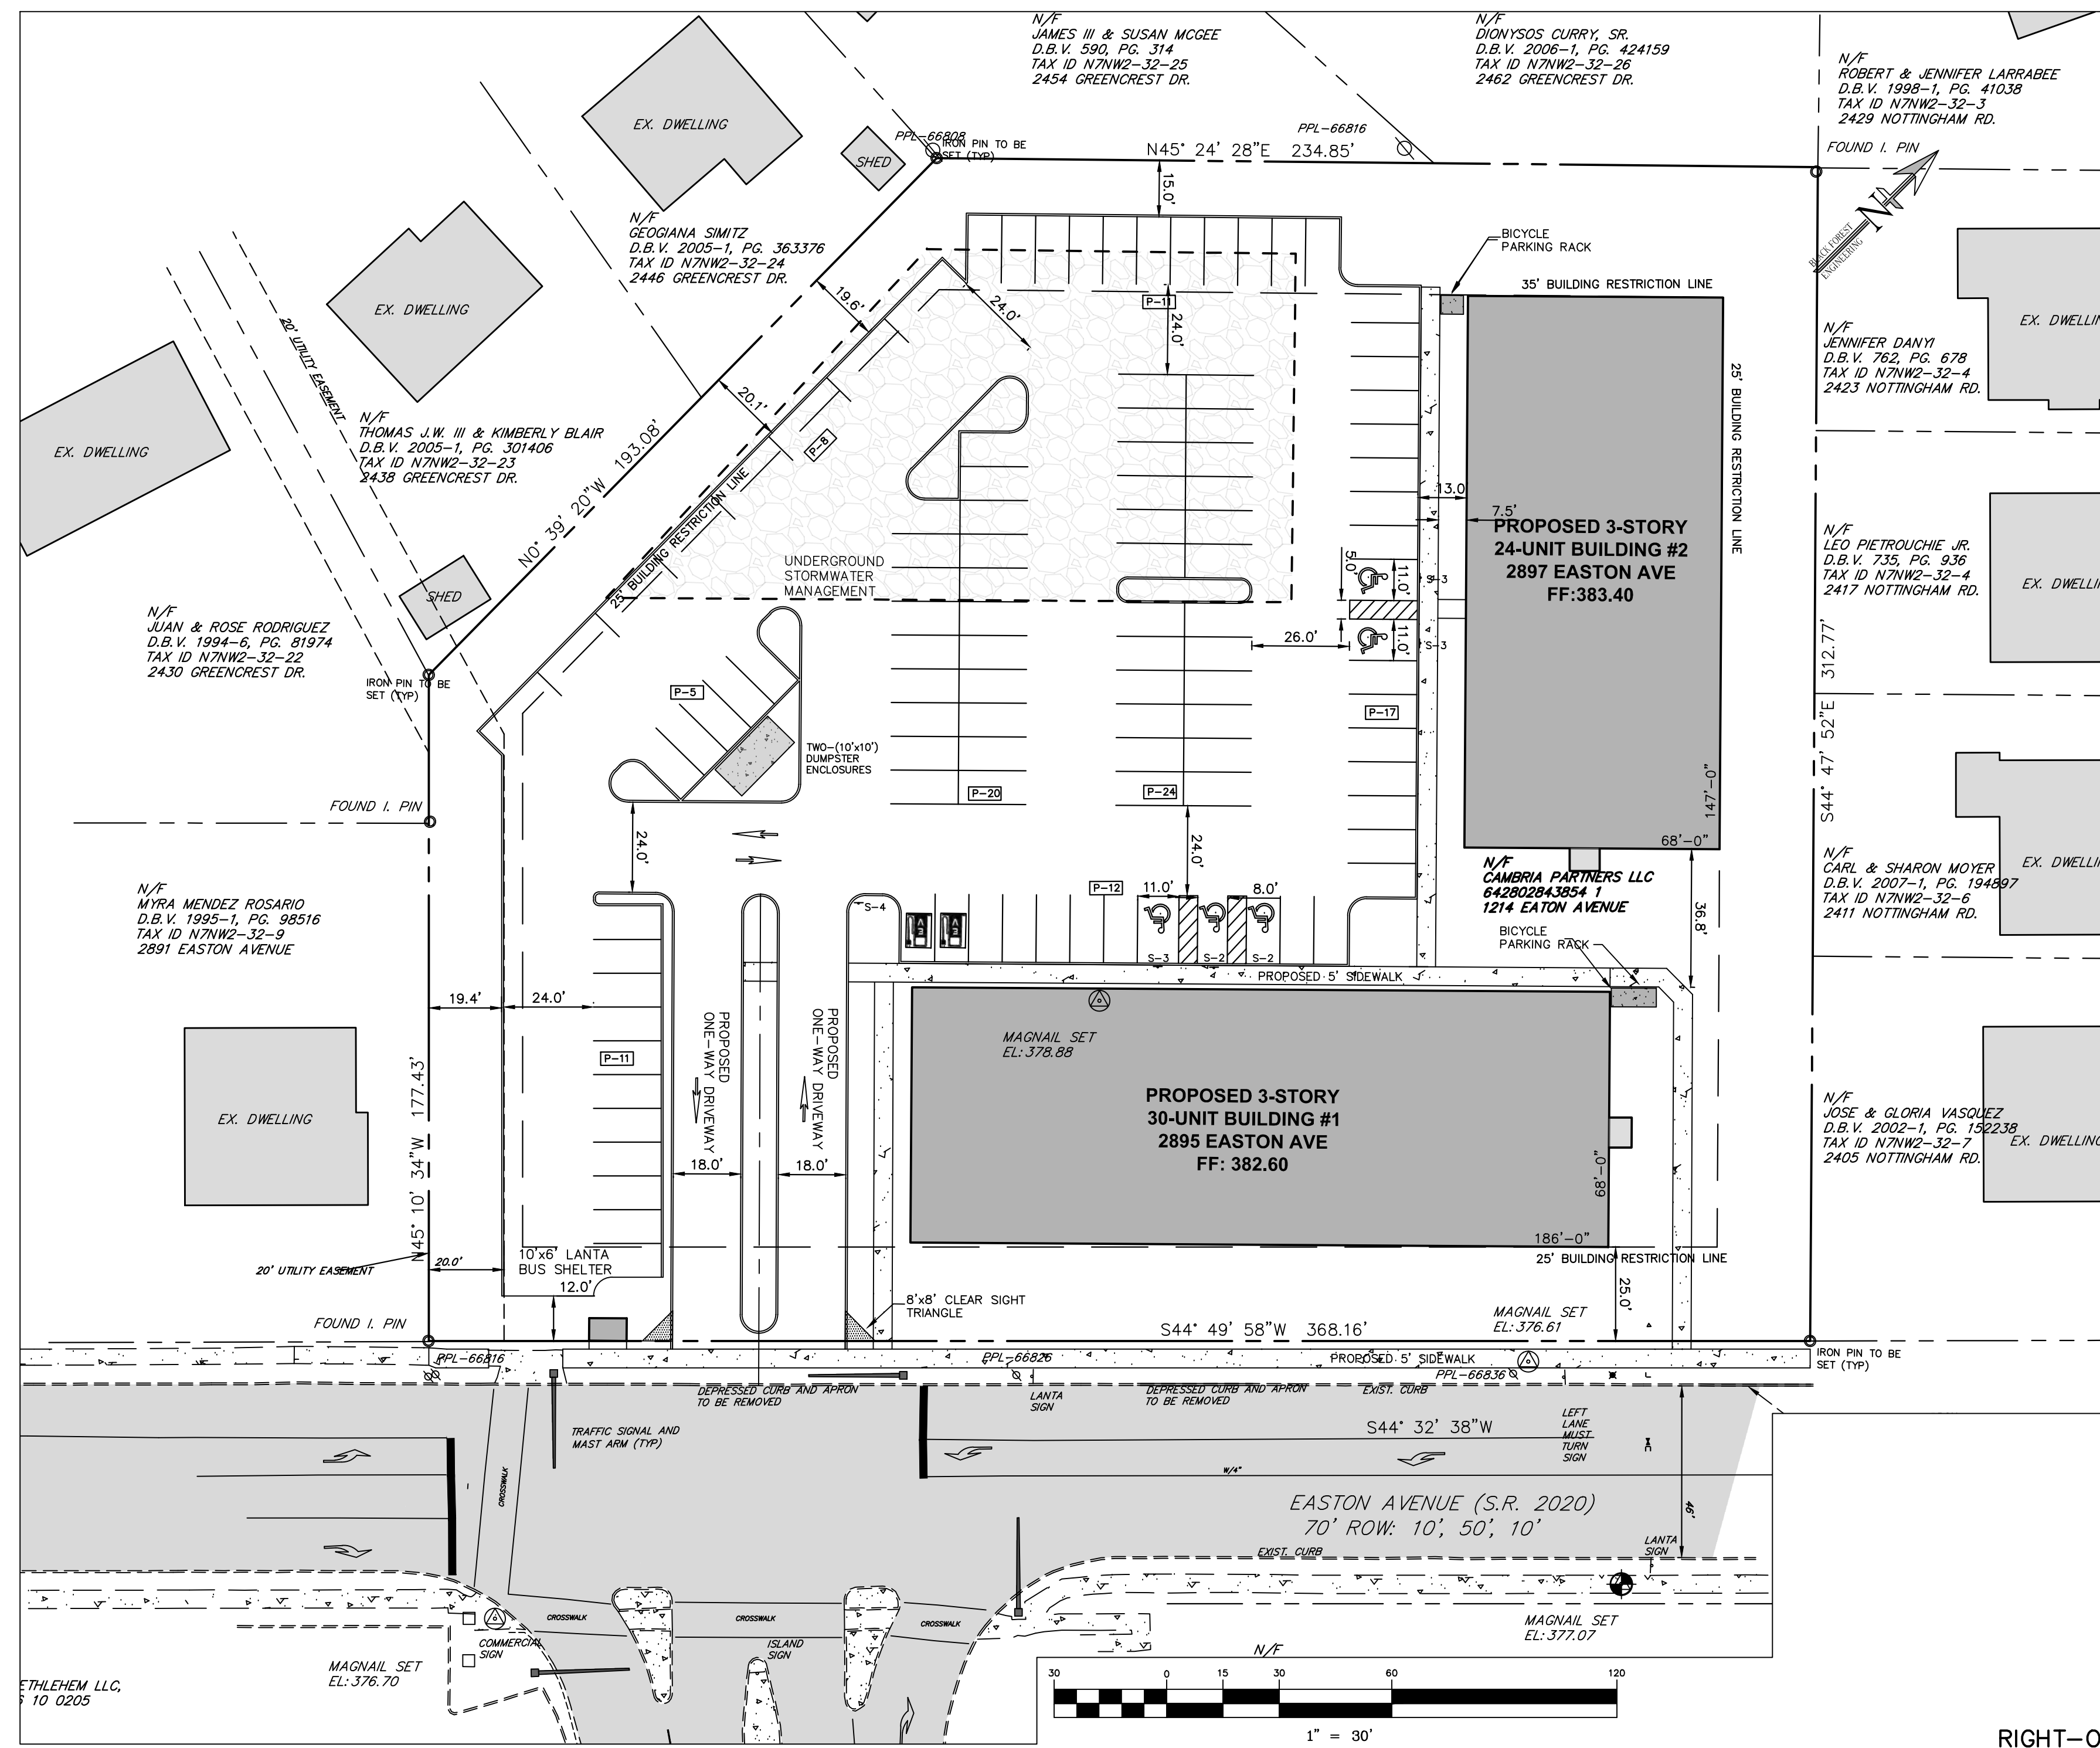 N/F
JAMES III & SUSAN MCGEE
D.B.V. 590, PG. 314
TAX ID N7NW2-32-25
2454 GREENCREST DR.
N/F
DIONYSOS CURRY, SR.
D.B.V. 2006-1, PG. 424159
TAX ID N7NW2-32-26
2462 GREENCREST DR.
N/F
ROBERT & JENNIFER LARRABEE
D.B.V. 1998-1, PG. 41038
TAX ID N7NW2-32-3
2429 NOTTINGHAM RD.
FOUND I. PIN
EX. DWELLING
SHED
PPL-66808
IRON PIN TO BE
SET (TYP)
PPL-66816
N45° 24' 28"E 234.85'
15.0'
N
BLACK FOREST
ENGINEERING
N/F
GEOGIANA SIMITZ
D.B.V. 2005-1, PG. 363376
TAX ID N7NW2-32-24
2446 GREENCREST DR.
BICYCLE
PARKING RACK
35' BUILDING RESTRICTION LINE
EX. DWELLING
20' UTILITY EASEMENT
19.6'
24.0'
P-11
24.0'
EX. DWELLIN
N/F
JENNIFER DANYI
D.B.V. 762, PG. 678
TAX ID N7NW2-32-4
2423 NOTTINGHAM RD.
25' BUILDING RESTRICTION LINE
EX. DWELLING
N/F
THOMAS J.W. III & KIMBERLY BLAIR
D.B.V. 2005-1, PG. 301406
TAX ID N7NW2-32-23
2438 GREENCREST DR.
20.1'
P-8
N0° 39' 20"W 193.08'
25' BUILDING RESTRICTION LINE
13.0
7.5'
PROPOSED 3-STORY
24-UNIT BUILDING #2
2897 EASTON AVE
FF:383.40
UNDERGROUND
STORMWATER
MANAGEMENT
5.0'
11.0'
S-3
11.0'
S-3
26.0'
N/F
LEO PIETROUCHIE JR.
D.B.V. 735, PG. 936
TAX ID N7NW2-32-4
2417 NOTTINGHAM RD.
EX. DWELLI
SHED
N/F
JUAN & ROSE RODRIGUEZ
D.B.V. 1994-6, PG. 81974
TAX ID N7NW2-32-22
2430 GREENCREST DR.
IRON PIN TO BE
SET (TYP)
P-5
P-17
S44° 47' 52"E 312.77'
TWO-(10'x10')
DUMPSTER
ENCLOSURES
P-20
P-24
147'-0"
68'-0"
FOUND I. PIN
24.0'
24.0'
N/F
CAMBRIA PARTNERS LLC
642802843854 1
1214 EATON AVENUE
N/F
CARL & SHARON MOYER
D.B.V. 2007-1, PG. 194897
TAX ID N7NW2-32-6
2411 NOTTINGHAM RD.
EX. DWELLI
N/F
MYRA MENDEZ ROSARIO
D.B.V. 1995-1, PG. 98516
TAX ID N7NW2-32-9
2891 EASTON AVENUE
S-4
P-12
11.0'
8.0'
S-3
S-2
S-2
36.8'
BICYCLE
PARKING RACK
PROPOSED 5' SIDEWALK
19.4'
24.0'
PROPOSED
ONE-WAY DRIVEWAY
PROPOSED
ONE-WAY DRIVEWAY
P-11
MAGNAIL SET
EL: 378.88
PROPOSED 3-STORY
30-UNIT BUILDING #1
2895 EASTON AVE
FF: 382.60
68'-0"
186'-0"
EX. DWELLING
N45° 10' 34"W 177.43'
18.0'
18.0'
N/F
JOSE & GLORIA VASQUEZ
D.B.V. 2002-1, PG. 152238
TAX ID N7NW2-32-7
2405 NOTTINGHAM RD.
EX. DWELLING
20' UTILITY EASEMENT
20.0'
10'x6' LANTA
BUS SHELTER
12.0'
25' BUILDING RESTRICTION LINE
25.0'
8'x8' CLEAR SIGHT
TRIANGLE
FOUND I. PIN
S44° 49' 58"W 368.16'
MAGNAIL SET
EL: 376.61
IRON PIN TO BE
SET (TYP)
PPL-66816
PPL-66826
PROPOSED 5' SIDEWALK
PPL-66836
DEPRESSED CURB AND APRON
TO BE REMOVED
LANTA
SIGN
DEPRESSED CURB AND APRON
TO BE REMOVED
EXIST. CURB
TRAFFIC SIGNAL AND
MAST ARM (TYP)
S44° 32' 38"W
LEFT
LANE
MUST
TURN
SIGN
CROSSWALK
W/4"
EASTON AVENUE (S.R. 2020)
70' ROW: 10', 50', 10'
46'
EXIST. CURB
LANTA
SIGN
CROSSWALK
CROSSWALK
CROSSWALK
COMMERCIAL
SIGN
ISLAND
SIGN
MAGNAIL SET
EL: 377.07
MAGNAIL SET
EL: 376.70
N/F
ETHLEHEM LLC,
10 0205
30 0 15 30 60 120
1" = 30'
RIGHT-O